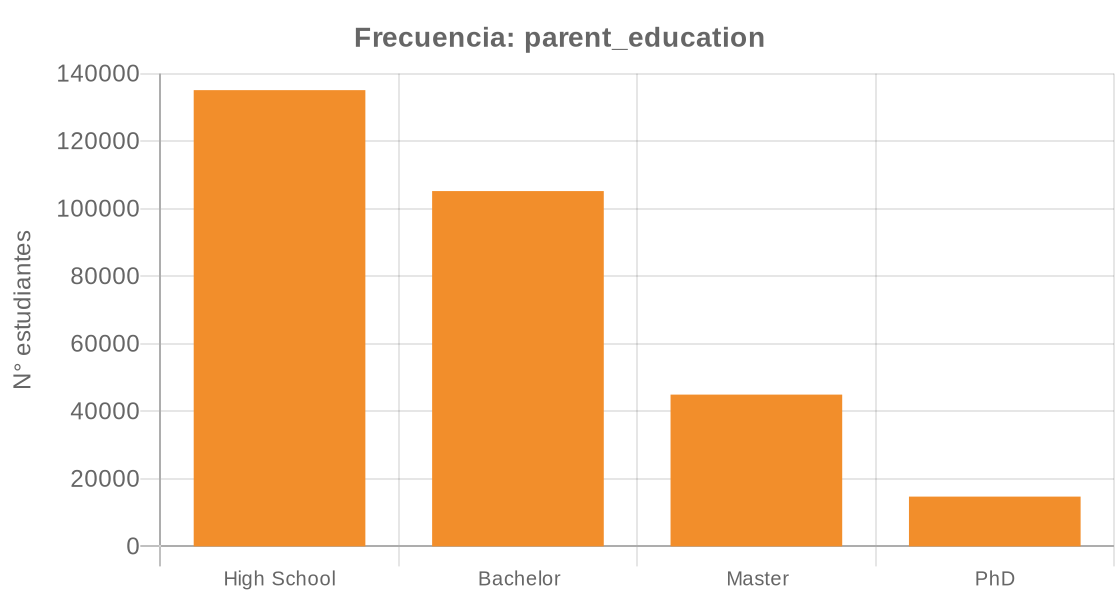 Frecuencia: parent_education
N° estudiantes
140000
120000
100000
80000
60000
40000
20000
0
High School
Bachelor
Master
PhD